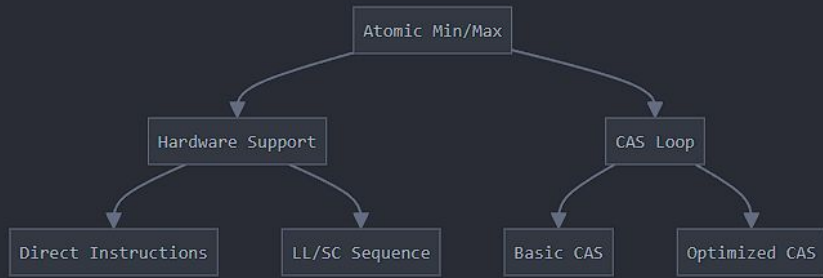 Atomic Min/Max
Hardware Support
CAS Loop
Direct Instructions
LL/SC Sequence
Basic CAS
Optimized CAS